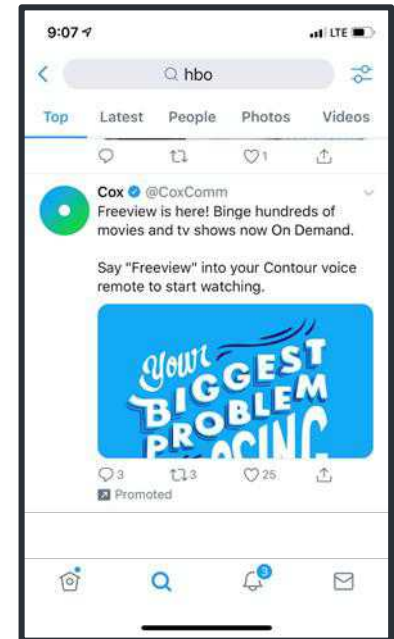 9:07
LTE
hbo
Top Latest People Photos Videos
1
Cox @CoxComm
Freeview is here! Binge hundreds of
movies and tv shows now On Demand.
Say "Freeview" into your Contour voice
remote to start watching.
Your
BIGGEST
PROBLEM
3 3 25
Promoted
3